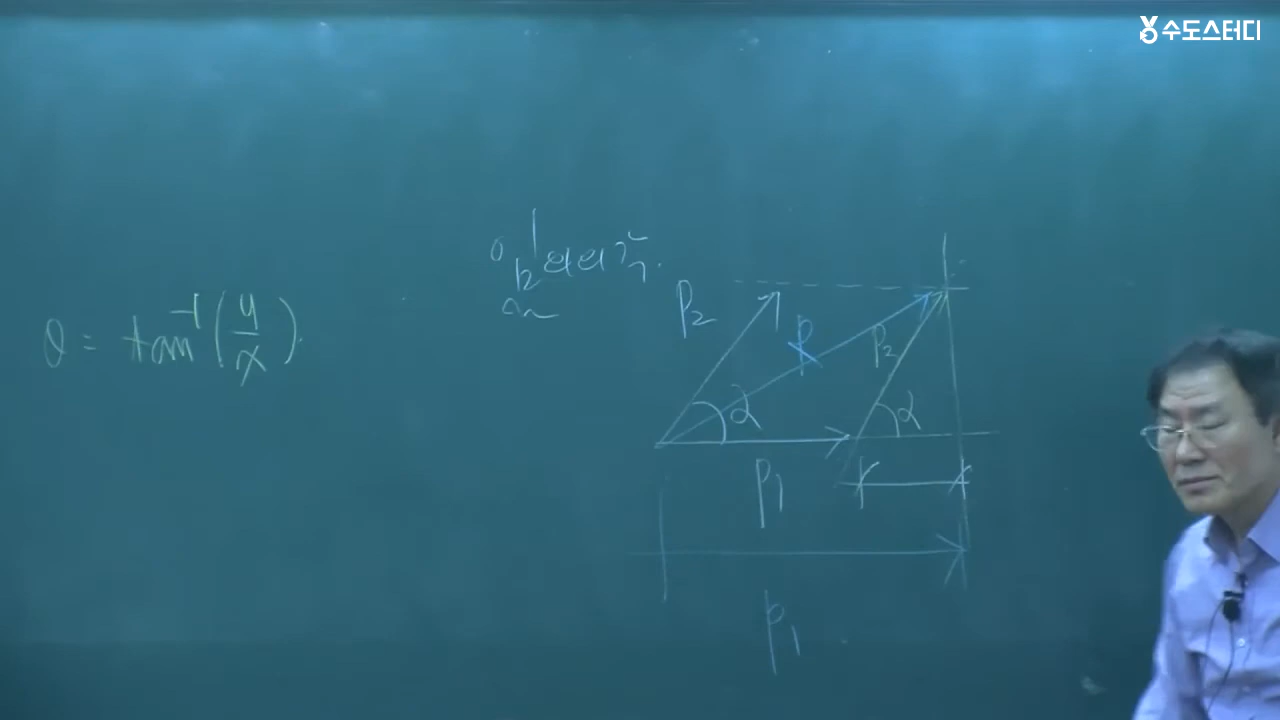 수도스터디
θ = tan⁻¹(y/x)
P₂
R
P₂
α
α
P₁
P₁